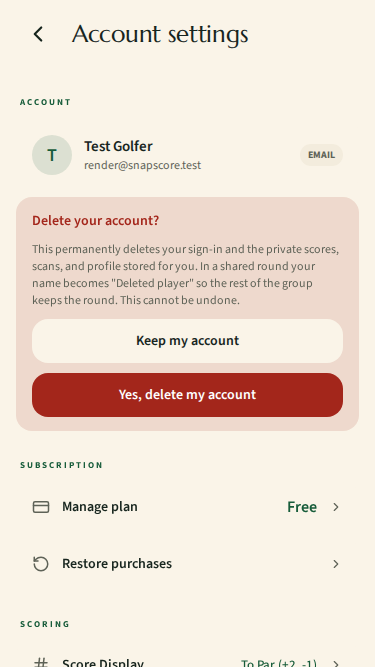 Account settings
ACCOUNT
T
Test Golfer
render@snapscore.test
EMAIL
Delete your account?
This permanently deletes your sign-in and the private scores,
scans, and profile stored for you. In a shared round your
name becomes "Deleted player" so the rest of the group
keeps the round. This cannot be undone.
Keep my account
Yes, delete my account
SUBSCRIPTION
Manage plan
Free
Restore purchases
SCORING
Score Display
To Par (+2, -1)